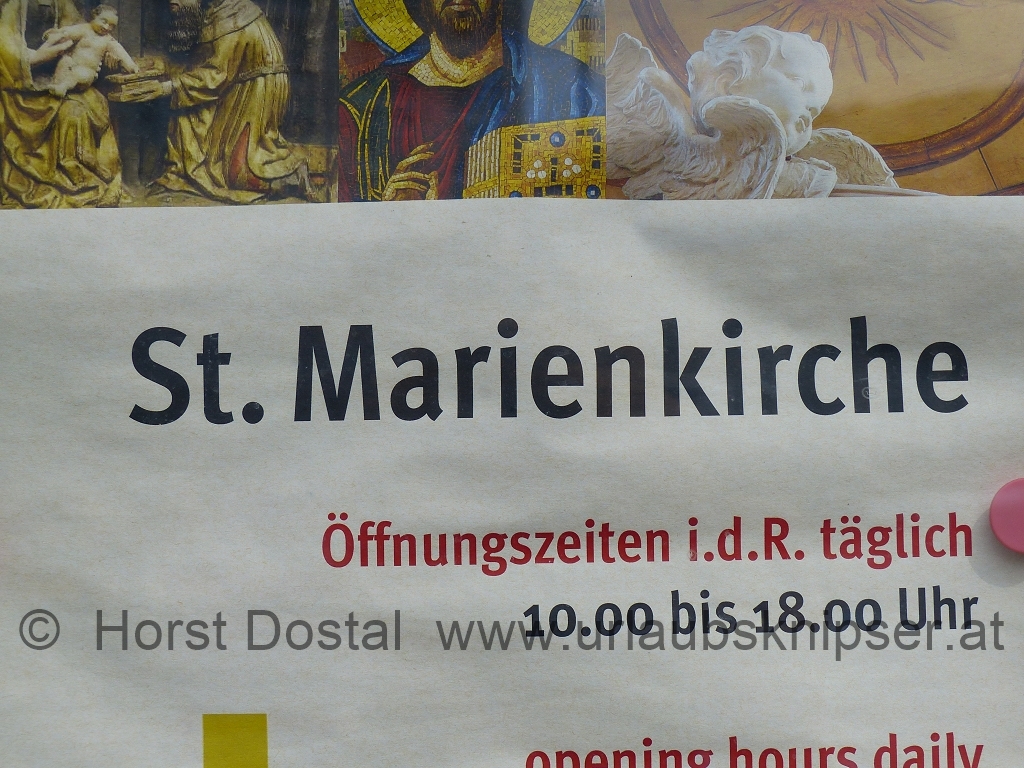 St. Marienkirche
Öffnungszeiten i.d.R. täglich
10.00 bis 18.00 Uhr
© Horst Dostal www.urlaubsknipser.at
opening hours daily